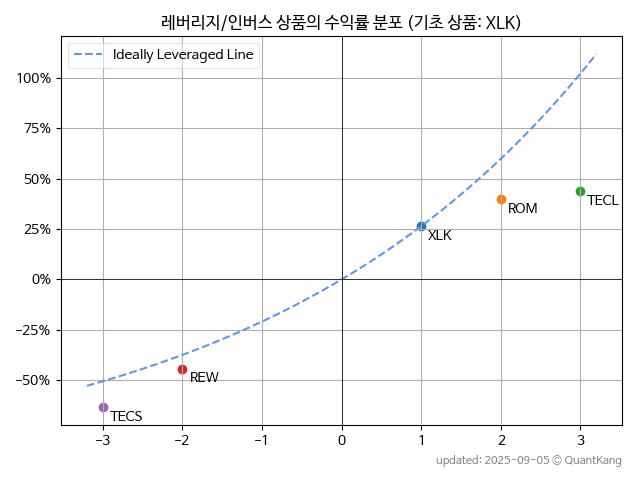 레버리지/인버스 상품의 수익률 분포 (기초 상품: XLK)
Ideally Leveraged Line
100%
75%
50%
25%
0%
−25%
−50%
TECL
ROM
XLK
REW
TECS
−3
−2
−1
0
1
2
3
updated: 2025-09-05 © QuantKang